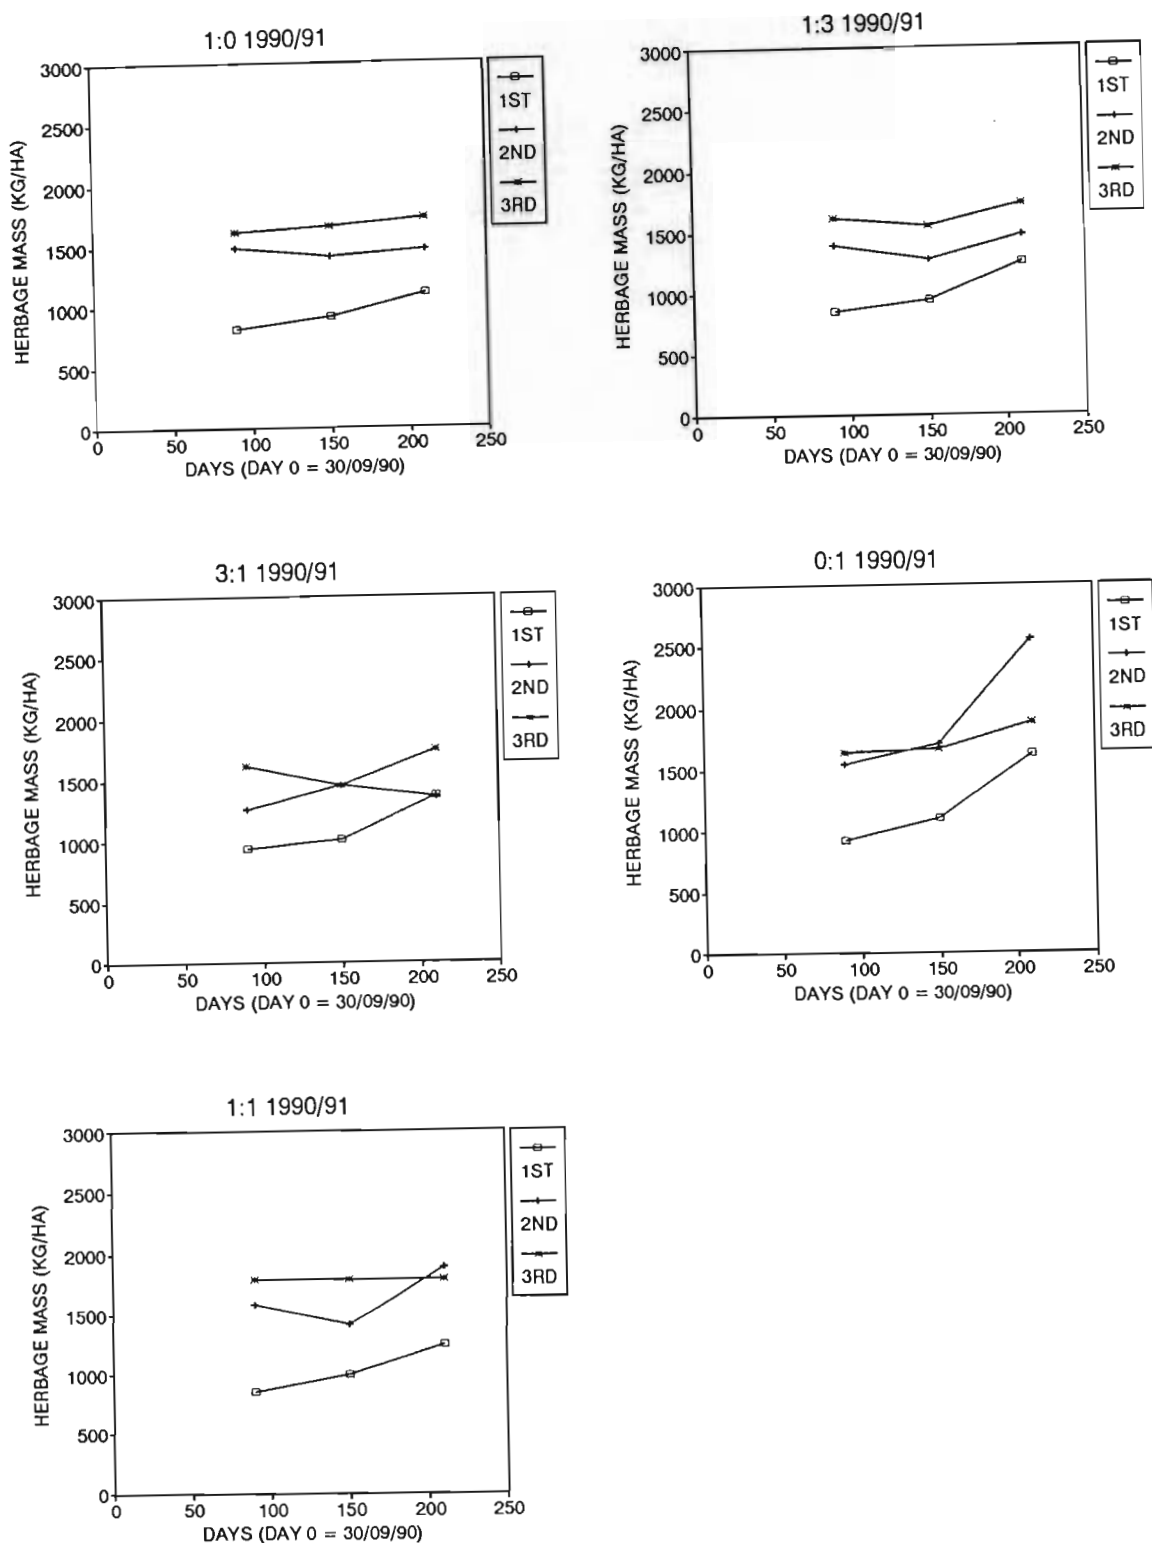 1:0 1990/91
3000
2500
2000
1500
1000
500
0
0 50 100 150 200 250
HERBAGE MASS (KG/HA)
DAYS (DAY 0 = 30/09/90)
1ST
2ND
3RD
1:3 1990/91
3000
2500
2000
1500
1000
500
0
0 50 100 150 200 250
HERBAGE MASS (KG/HA)
DAYS (DAY 0 = 30/09/90)
1ST
2ND
3RD
3:1 1990/91
3000
2500
2000
1500
1000
500
0
0 50 100 150 200 250
HERBAGE MASS (KG/HA)
DAYS (DAY 0 = 30/09/90)
1ST
2ND
3RD
0:1 1990/91
3000
2500
2000
1500
1000
500
0
0 50 100 150 200 250
HERBAGE MASS (KG/HA)
DAYS (DAY 0 = 30/09/90)
1ST
2ND
3RD
1:1 1990/91
3000
2500
2000
1500
1000
500
0
0 50 100 150 200 250
HERBAGE MASS (KG/HA)
DAYS (DAY 0 = 30/09/90)
1ST
2ND
3RD